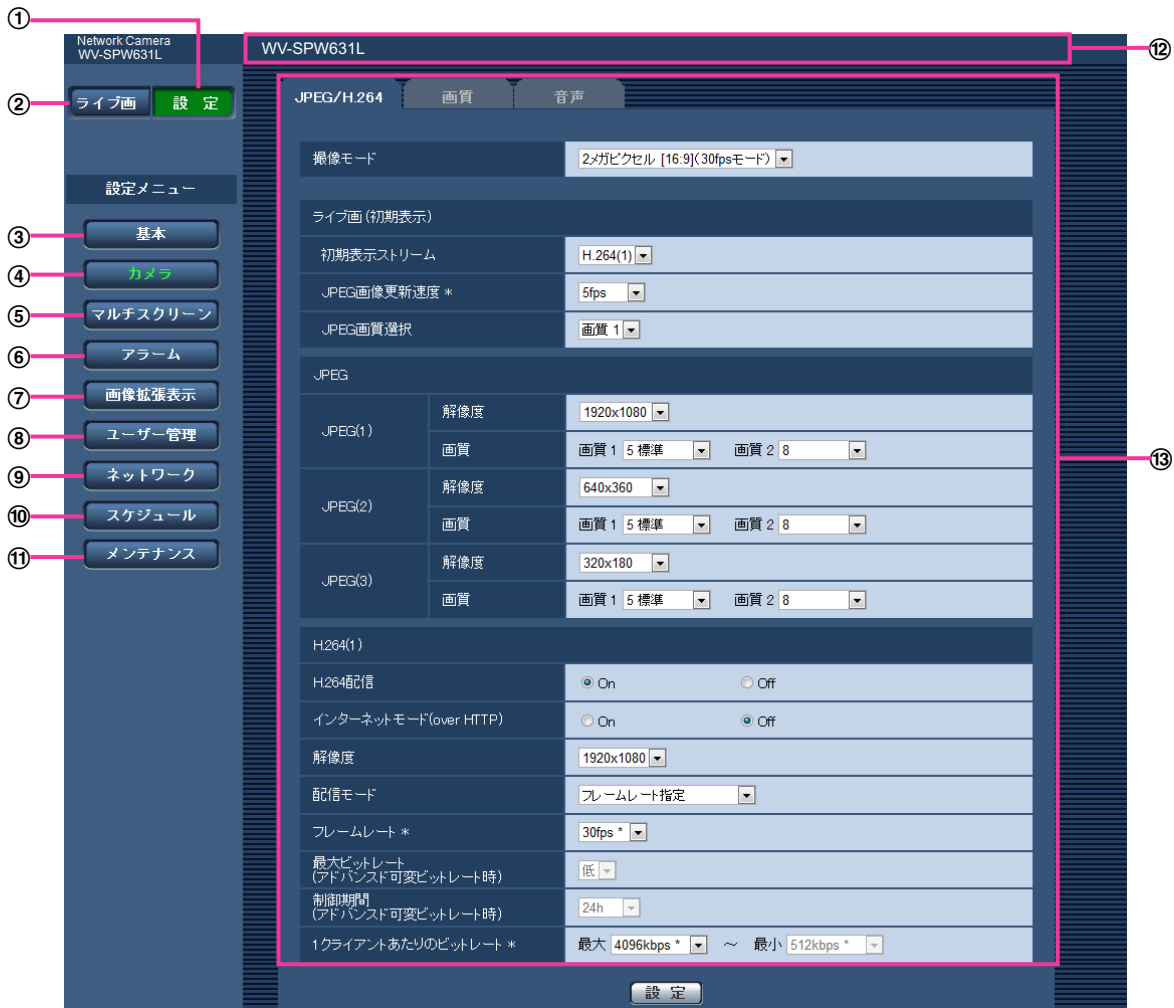 ①
Network Camera
WV-SPW631L
WV-SPW631L
⑫
② ライブ画 設 定
JPEG/H.264 画質 音声
撮像モード 2メガピクセル [16:9](30fpsモード)
設定メニュー
③ 基本
④ カメラ
⑤ マルチスクリーン
⑥ アラーム
⑦ 画像拡張表示
⑧ ユーザー管理
⑨ ネットワーク
⑩ スケジュール
⑪ メンテナンス
ライブ画(初期表示)
初期表示ストリーム H.264(1)
JPEG画像更新速度 * 5fps
JPEG画質選択 画質 1
JPEG
JPEG(1) 解像度 1920x1080
画質 画質 1 5 標準 画質 2 8
⑬
JPEG(2) 解像度 640x360
画質 画質 1 5 標準 画質 2 8
JPEG(3) 解像度 320x180
画質 画質 1 5 標準 画質 2 8
H.264(1)
H.264配信 On Off
インターネットモード(over HTTP) On Off
解像度 1920x1080
配信モード フレームレート指定
フレームレート * 30fps *
最大ビットレート
(アドバンスド可変ビットレート時) 低
制御期間
(アドバンスド可変ビットレート時) 24h
1クライアントあたりのビットレート * 最大 4096kbps * ～ 最小 512kbps *
設 定